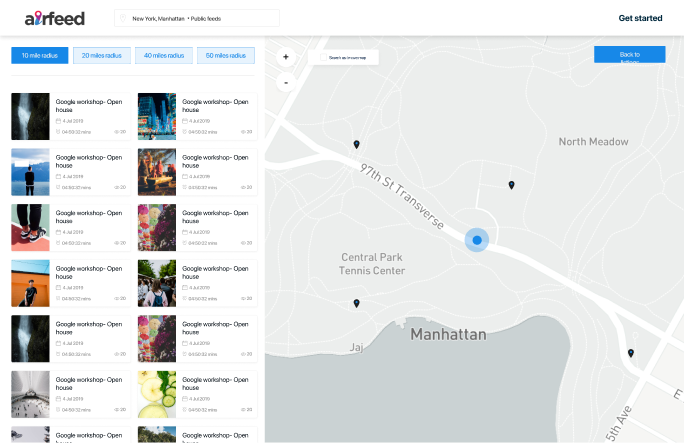 airfeed
New York, Manhattan • Public feeds
Get started
10 mile radius
20 miles radius
40 miles radius
50 miles radius
Google workshop- Open
house
4 Jul 2019
04:50:32 mins
20
Google workshop- Open
house
4 Jul 2019
04:50:32 mins
20
Google workshop- Open
house
4 Jul 2019
04:50:32 mins
20
Google workshop- Open
house
4 Jul 2019
04:50:32 mins
20
Google workshop- Open
house
4 Jul 2019
04:50:32 mins
20
Google workshop- Open
house
4 Jul 2019
04:50:32 mins
20
Google workshop- Open
house
4 Jul 2019
04:50:32 mins
20
Google workshop- Open
house
4 Jul 2019
04:50:32 mins
20
Google workshop- Open
house
4 Jul 2019
04:50:32 mins
20
Google workshop- Open
house
4 Jul 2019
04:50:32 mins
20
Google workshop- Open
house
4 Jul 2019
04:50:32 mins
20
Google workshop- Open
house
4 Jul 2019
04:50:32 mins
20
Google workshop- Open
house
Google workshop- Open
house
+
-
Search as I move map
Back to
North Meadow
97th St Transverse
Central Park
Tennis Center
Manhattan
Jaj
5th Ave
E